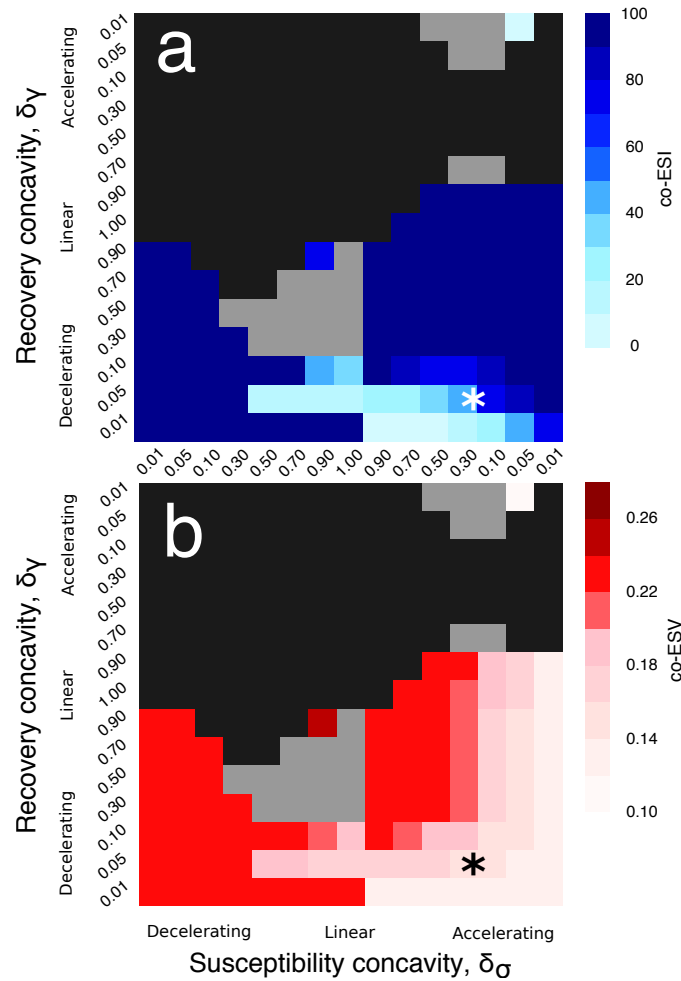 a
Recovery concavity, δγ
Accelerating
Linear
Decelerating
0.01
0.05
0.10
0.30
0.50
0.70
0.90
1.00
0.90
0.70
0.50
0.30
0.10
0.05
0.01
*
100
80
60
40
20
0
co-ESI
0.01 0.05 0.10 0.30 0.50 0.70 0.90 1.00 0.90 0.70 0.50 0.30 0.10 0.05 0.01
b
Recovery concavity, δγ
Accelerating
Linear
Decelerating
0.01
0.05
0.10
0.30
0.50
0.70
0.90
1.00
0.90
0.70
0.50
0.30
0.10
0.05
0.01
*
0.26
0.22
0.18
0.14
0.10
co-ESV
Decelerating Linear Accelerating
Susceptibility concavity, δσ